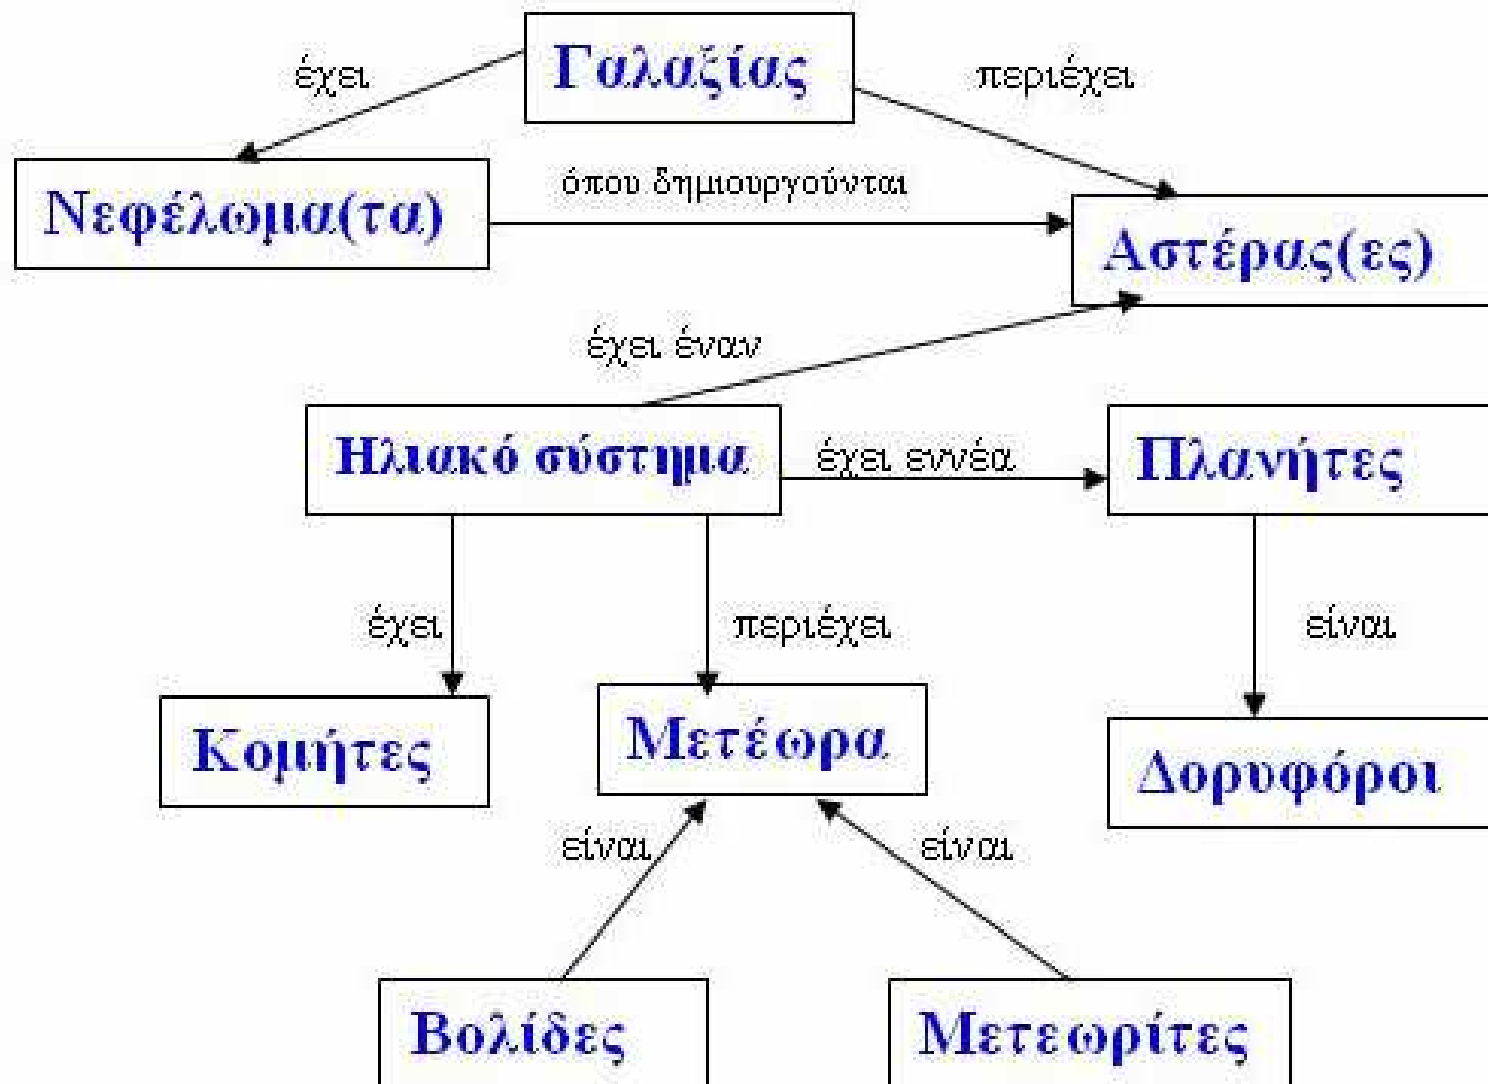 Γαλαξίας
έχει
περιέχει
Νεφέλωμα(τα)
όπου δημιουργούνται
Αστέρας(ες)
έχει έναν
Ηλιακό σύστημα
έχει εννέα
Πλανήτες
έχει
περιέχει
είναι
Κομήτες
Μετέωρα
Δορυφόροι
είναι
είναι
Βολίδες
Μετεωρίτες